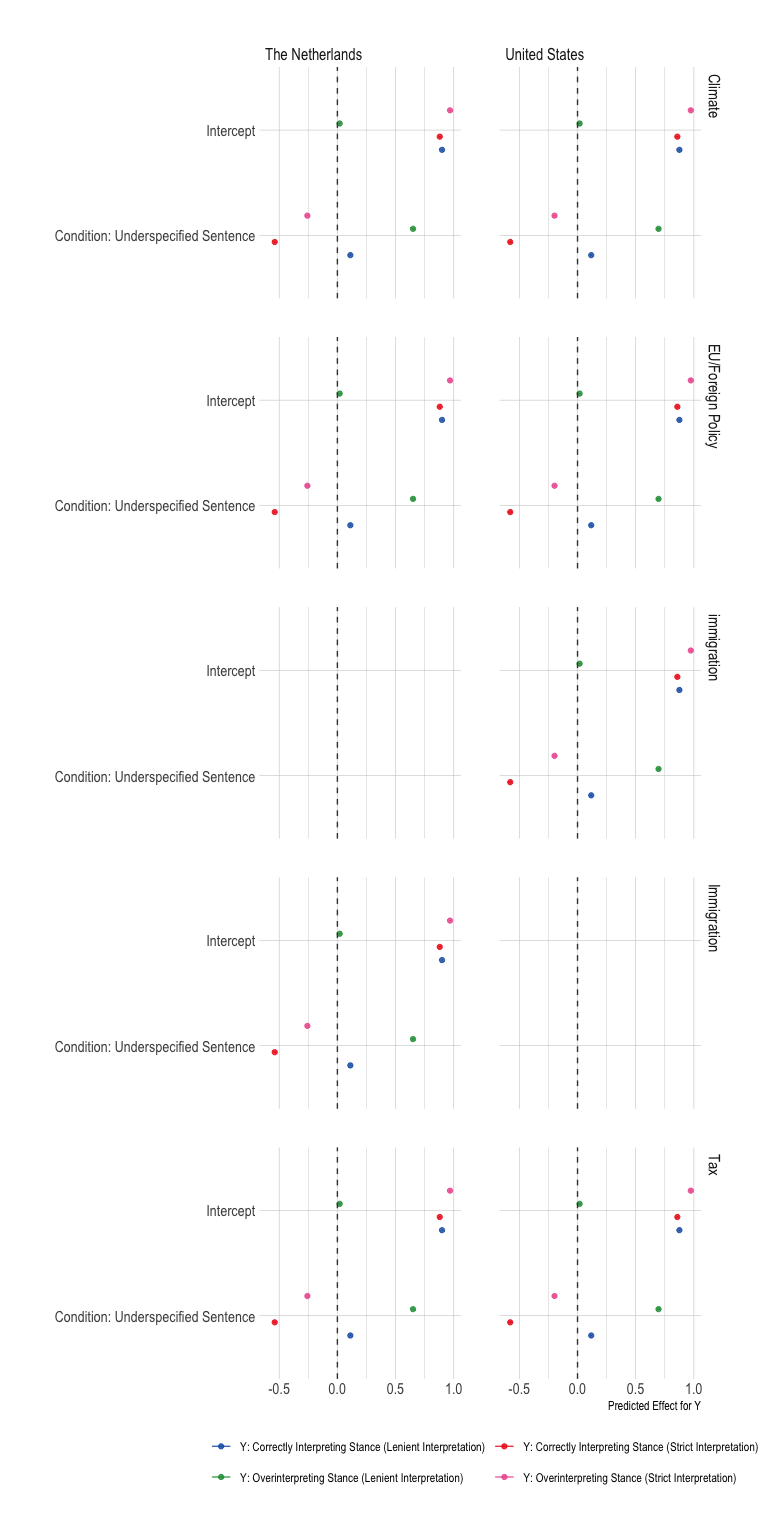 The Netherlands
United States
Climate
Intercept
Condition: Underspecified Sentence
EU/Foreign Policy
Intercept
Condition: Underspecified Sentence
immigration
Intercept
Condition: Underspecified Sentence
Immigration
Intercept
Condition: Underspecified Sentence
Tax
Intercept
Condition: Underspecified Sentence
-0.5 0.0 0.5 1.0 -0.5 0.0 0.5 1.0
Predicted Effect for Y
Y: Correctly Interpreting Stance (Lenient Interpretation) Y: Correctly Interpreting Stance (Strict Interpretation)
Y: Overinterpreting Stance (Lenient Interpretation) Y: Overinterpreting Stance (Strict Interpretation)